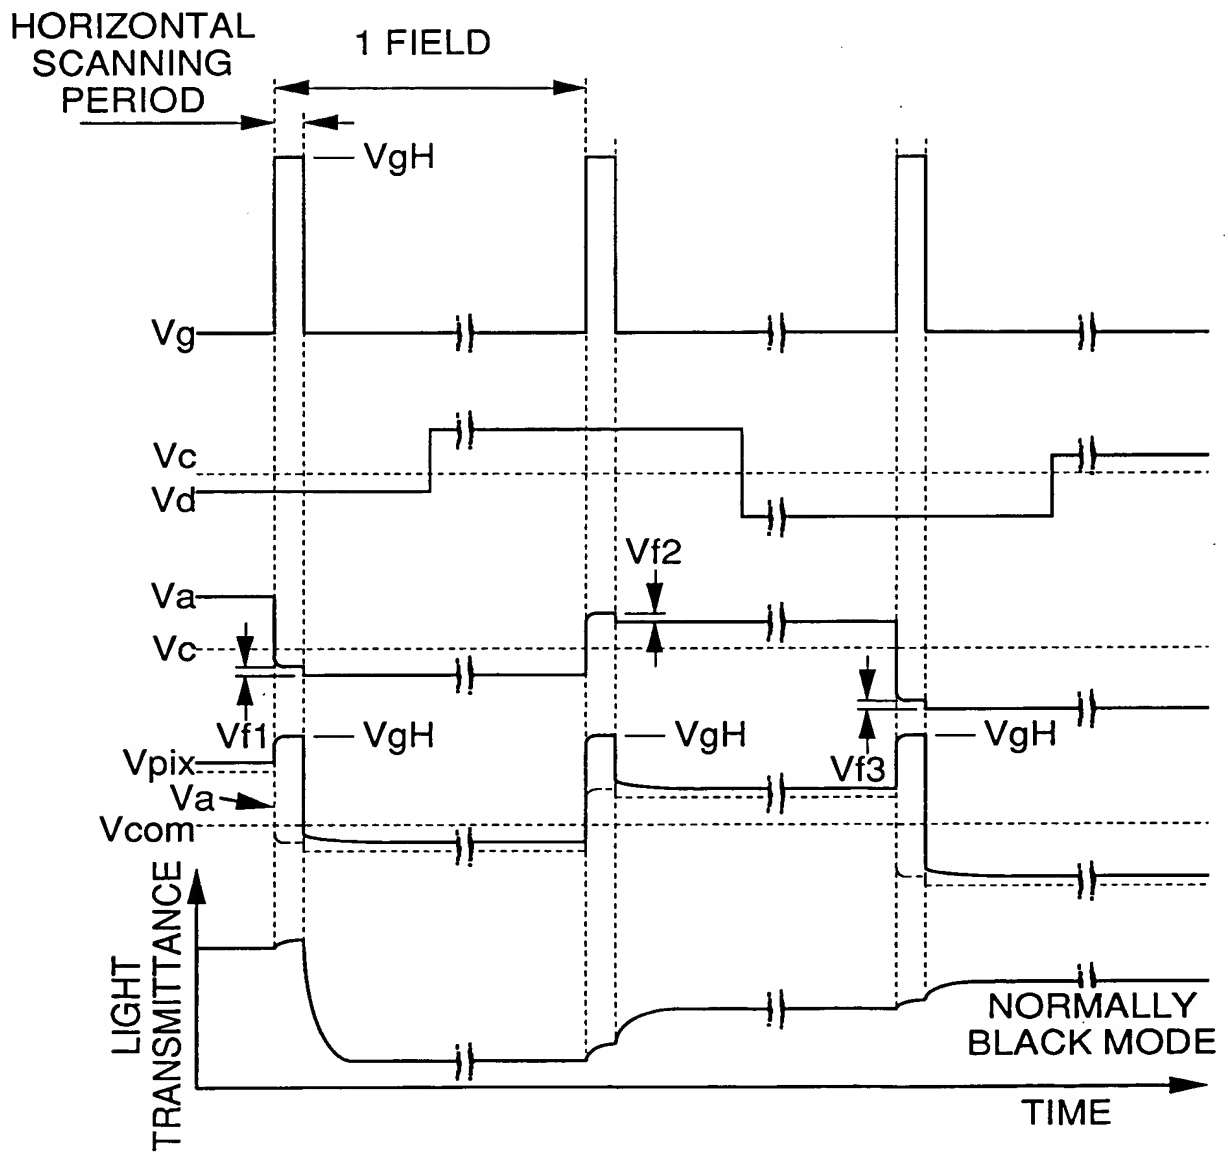 HORIZONTAL
SCANNING
PERIOD
1 FIELD
VgH
Vg
Vc
Vd
Vf2
Va
Vc
Vf1
VgH
VgH
VgH
Vpix
Vf3
Va
Vcom
LIGHT
TRANSMITTANCE
NORMALLY
BLACK MODE
TIME